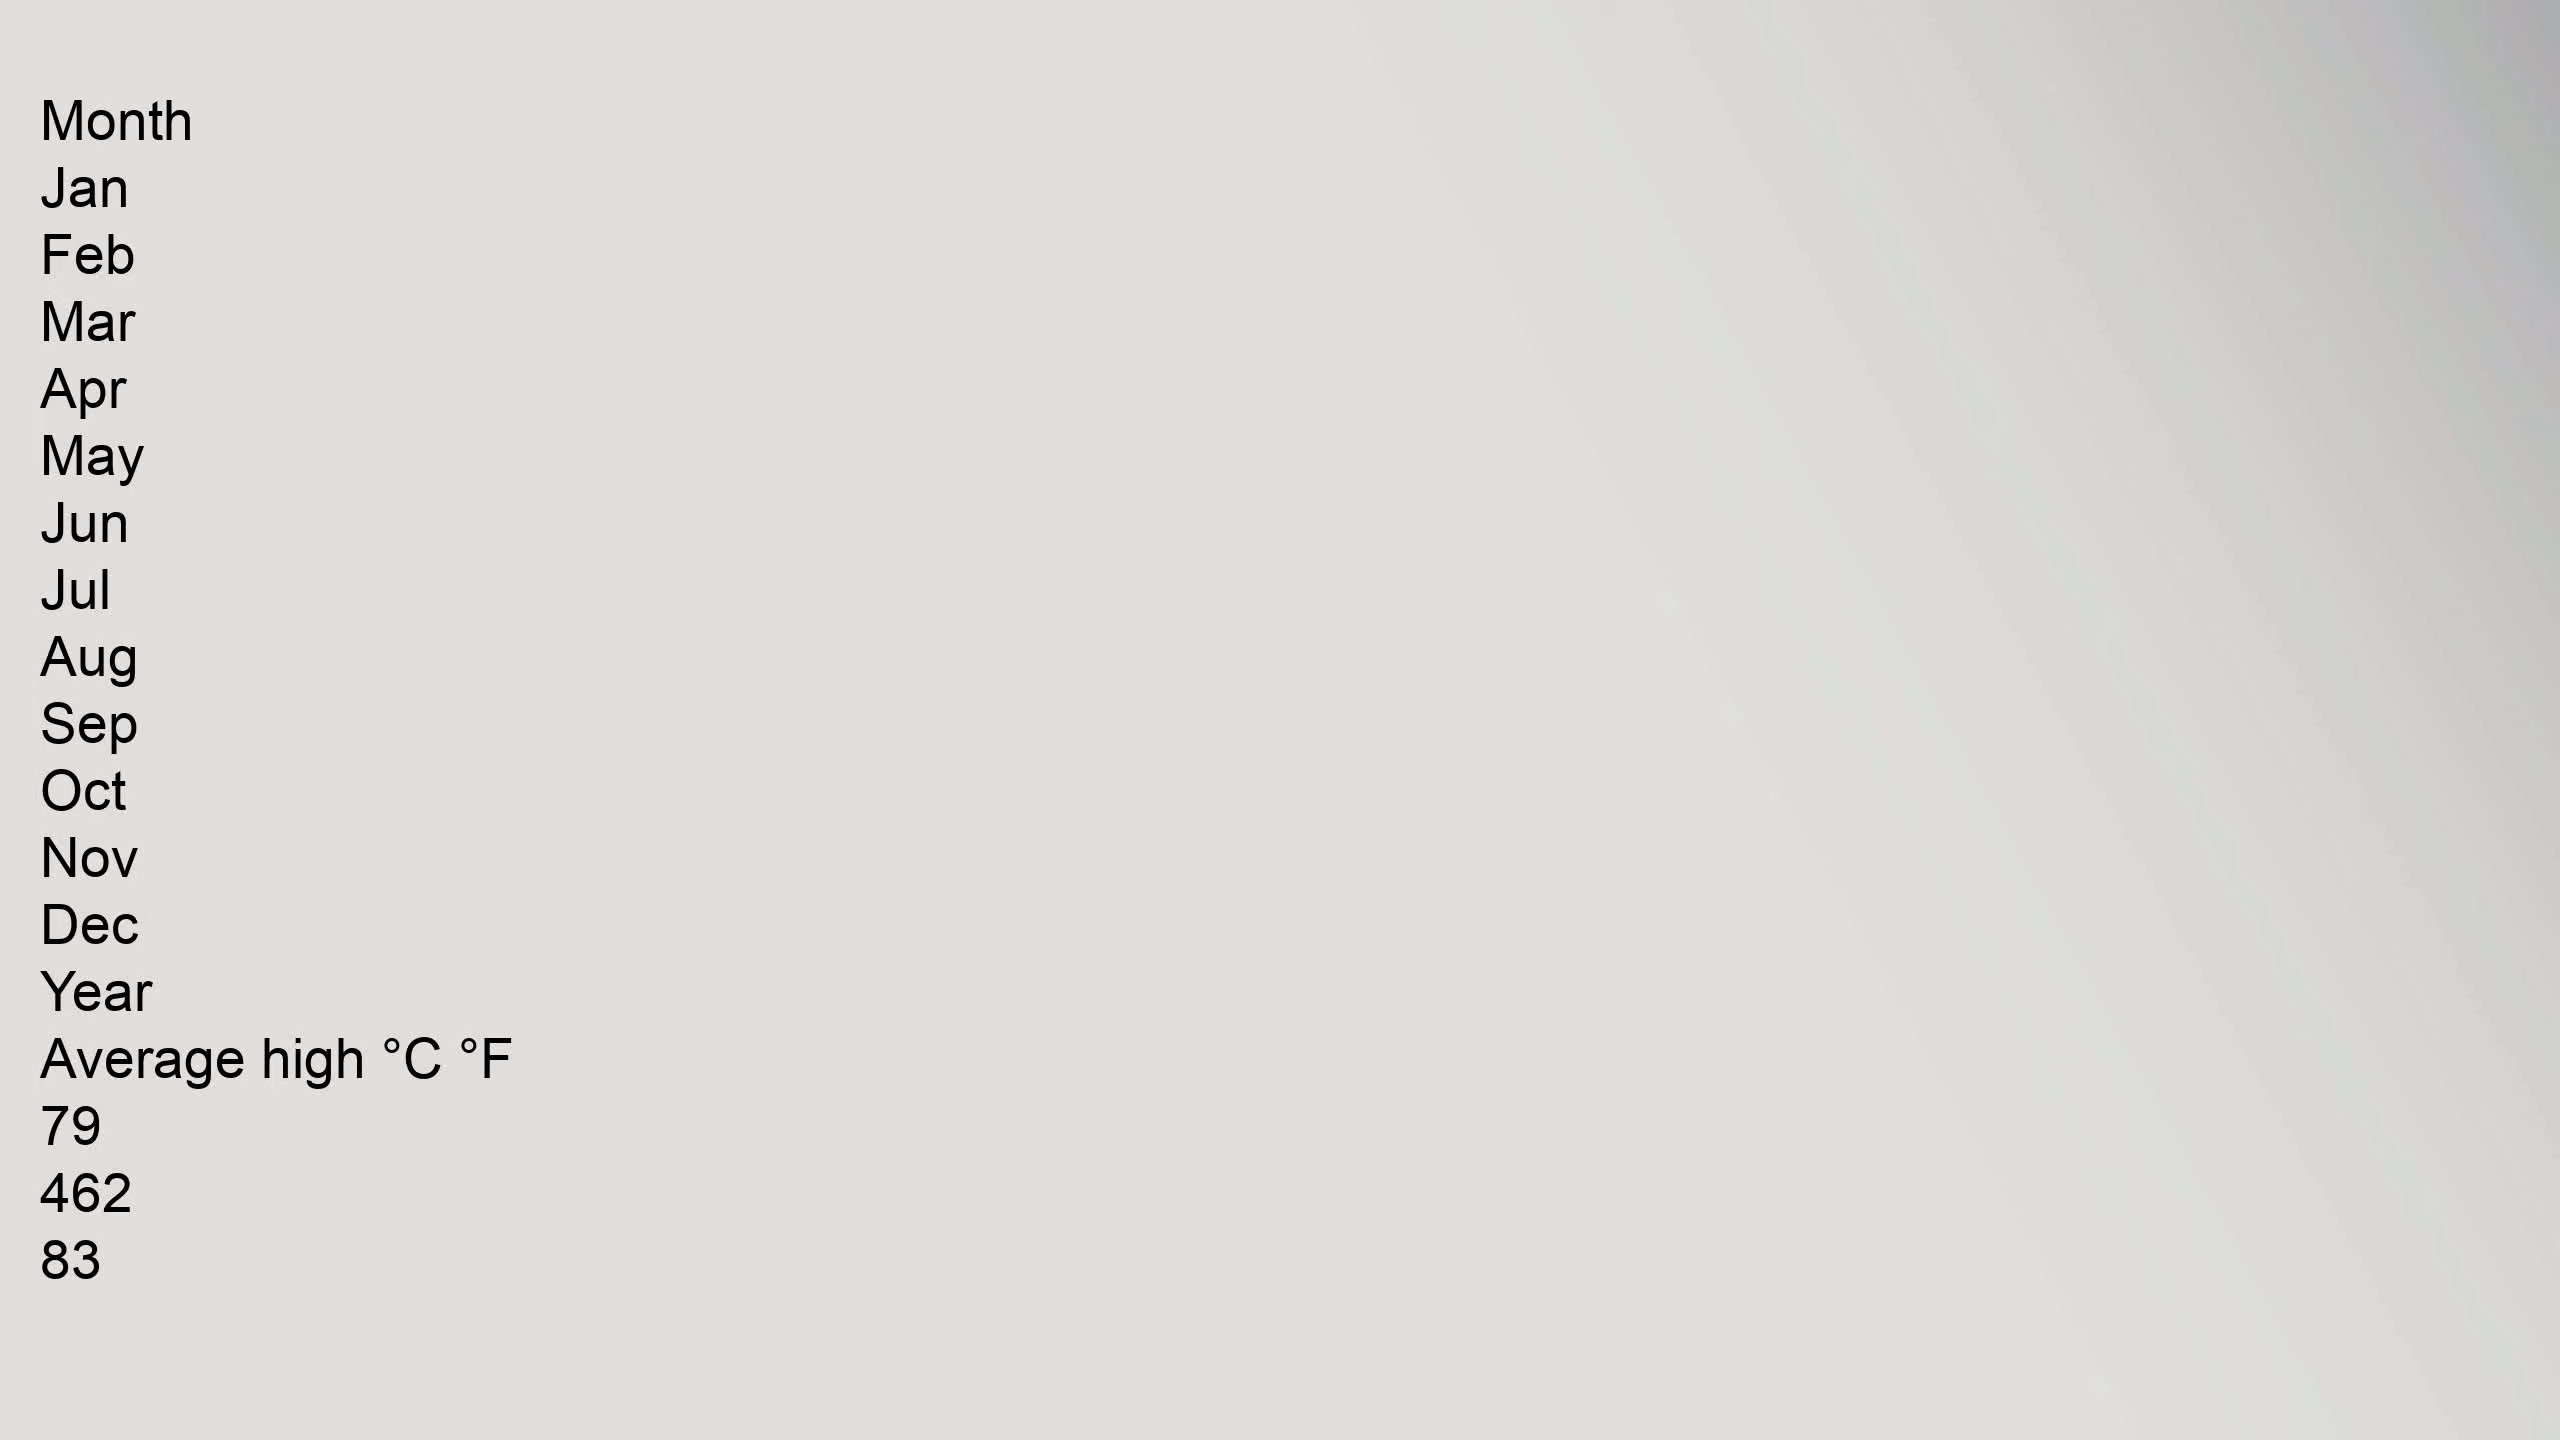 Month
Jan
Feb
Mar
Apr
May
Jun
Jul
Aug
Sep
Oct
Nov
Dec
Year
Average high °C °F
79
462
83